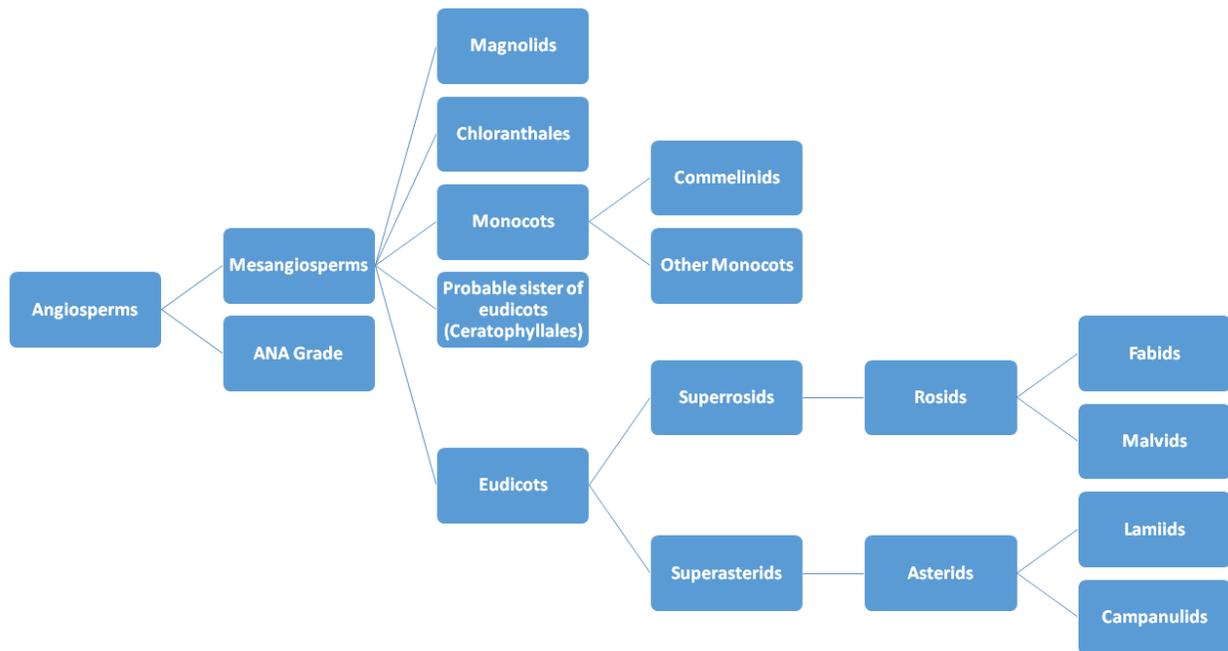 Magnolids
Chloranthales
Commelinids
Monocots
Mesangiosperms
Other Monocots
Probable sister of
eudicots
(Ceratophyllales)
Angiosperms
ANA Grade
Fabids
Superrosids
Rosids
Malvids
Eudicots
Lamiids
Superasterids
Asterids
Campanulids